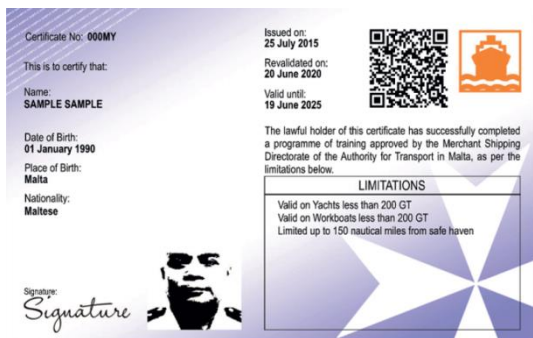 Certificate No: 000MY
This is to certify that:
Name:
SAMPLE SAMPLE
Date of Birth:
01 January 1990
Place of Birth:
Malta
Nationality:
Maltese
Signature:
Signature
Issued on:
25 July 2015
Revalidated on:
20 June 2020
Valid until:
19 June 2025
The lawful holder of this certificate has successfully completed
a programme of training approved by the Merchant Shipping
Directorate of the Authority for Transport in Malta, as per the
limitations below.
LIMITATIONS
Valid on Yachts less than 200 GT
Valid on Workboats less than 200 GT
Limited up to 150 nautical miles from safe haven